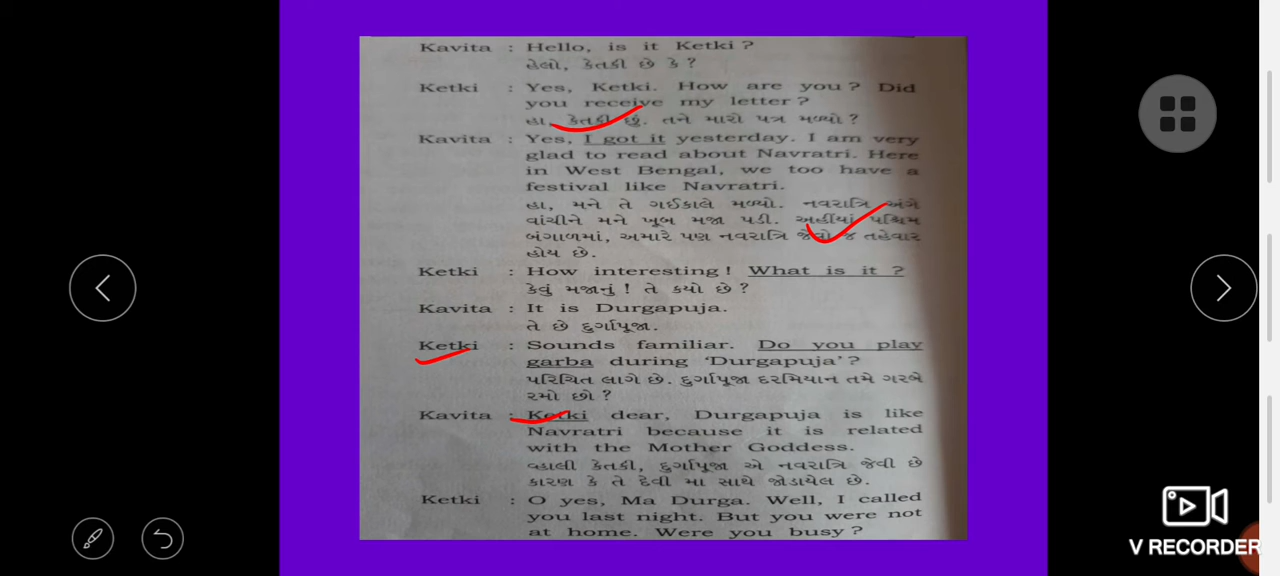 Kavita : Hello, is it Ketki ?
હેલો, કેતકી છે કે ?
Ketki : Yes, Ketki. How are you ? Did
you receive my letter ?
હા, કેતકી છું. તને મારો પત્ર મળ્યો ?
Kavita : Yes, I got it yesterday. I am very
glad to read about Navratri. Here
in West Bengal, we too have a
festival like Navratri.
હા, મને તે ગઈકાલે મળ્યો. નવરાત્રિ અંગે
વાંચીને મને ખુબ મજા પડી. અહીંયાં પશ્ચિમ
બંગાળમાં, અમારે પણ નવરાત્રિ જેવો જ તહેવાર
હોય છે.
Ketki : How interesting ! What is it ?
કેવું મજાનું ! તે કયો છે ?
Kavita : It is Durgapuja.
તે છે દુર્ગાપૂજા.
Ketki : Sounds familiar. Do you play
garba during ‘Durgapuja’ ?
પરિચિત લાગે છે. દુર્ગાપૂજા દરમિયાન તમે ગરબે
રમો છો ?
Kavita : Ketki dear, Durgapuja is like
Navratri because it is related
with the Mother Goddess.
વ્હાલી કેતકી, દુર્ગાપૂજા એ નવરાત્રિ જેવી છે
કારણ કે તે દેવી મા સાથે જોડાયેલ છે.
Ketki : O yes, Ma Durga. Well, I called
you last night. But you were not
at home. Were you busy ?
V RECORDER